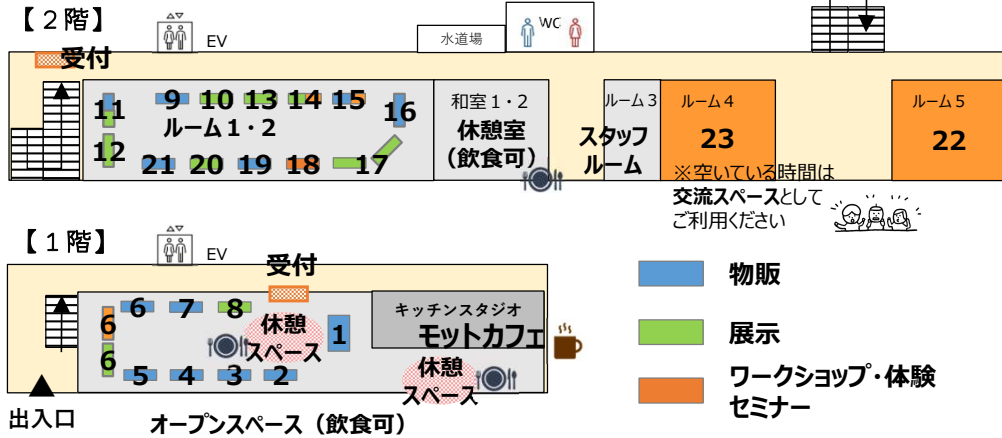 【２階】
EV
水道場
WC
受付
11
9
10
13
14
15
16
ルーム１・２
12
21
20
19
18
17
和室１・２
休憩室
（飲食可）
ルーム３
スタッフ
ルーム
ルーム４
23
※空いている時間は
交流スペースとして
ご利用ください
ルーム５
22
【１階】
EV
受付
6
7
8
6
6
休憩
スペース
1
キッチンスタジオ
モットカフェ
5
4
3
2
休憩
スペース
出入口
オープンスペース（飲食可）
物販
展示
ワークショップ・体験
セミナー